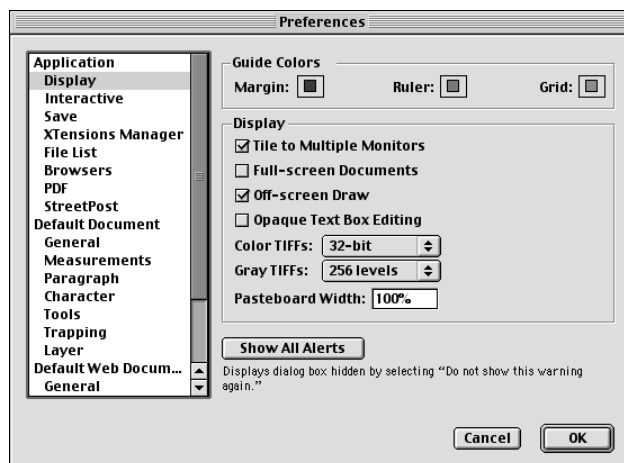 Preferences
Application
Display
Interactive
Save
XTensions Manager
File List
Browsers
PDF
StreetPost
Default Document
General
Measurements
Paragraph
Character
Tools
Trapping
Layer
Default Web Docum...
General
Guide Colors
Margin: Ruler: Grid:
Display
Tile to Multiple Monitors
Full-screen Documents
Off-screen Draw
Opaque Text Box Editing
Color TIFFs: 32-bit
Gray TIFFs: 256 levels
Pasteboard Width: 100%
Show All Alerts
Displays dialog box hidden by selecting “Do not show this warning
again.”
Cancel OK